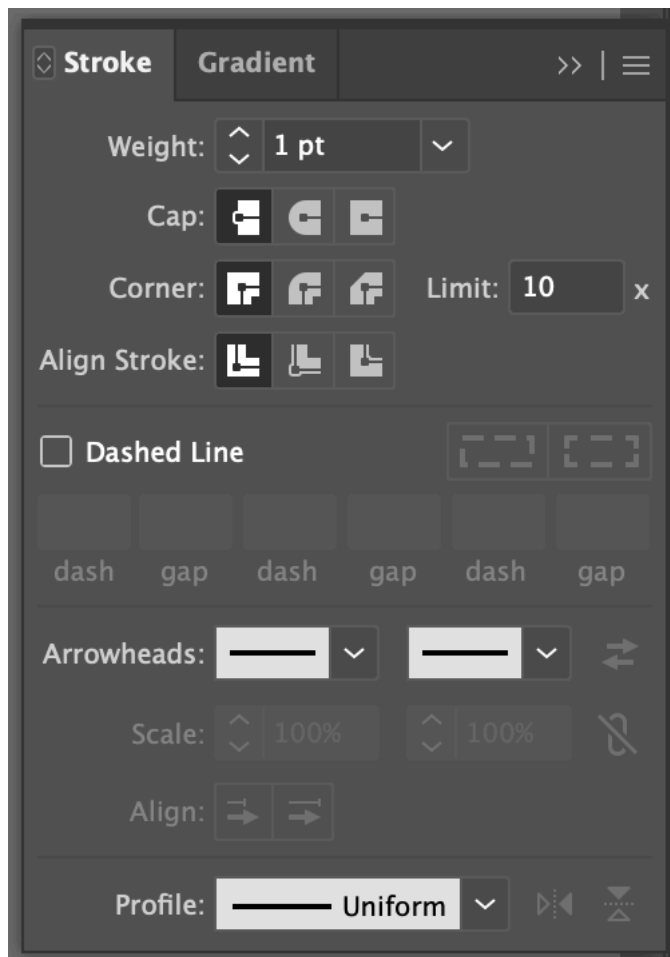 Stroke Gradient
Weight: 1 pt
Cap:
Corner: Limit: 10 x
Align Stroke:
Dashed Line
dash gap dash gap dash gap
Arrowheads:
Scale: 100% 100%
Align:
Profile: Uniform